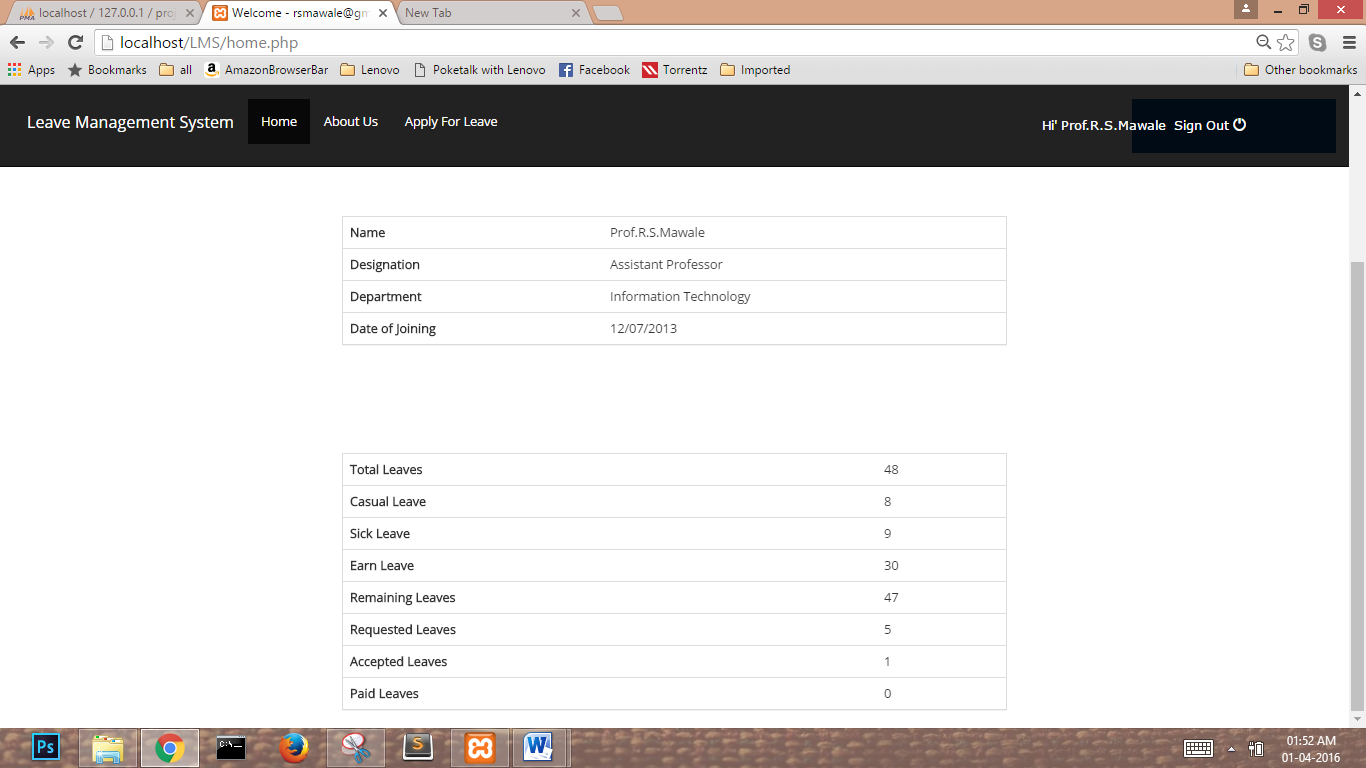 localhost / 127.0.0.1 / proj
Welcome - rsmawale@gm
New Tab
localhost/LMS/home.php
Apps Bookmarks all AmazonBrowserBar Lenovo Poketalk with Lenovo Facebook Torrentz Imported Other bookmarks
Leave Management System Home About Us Apply For Leave Hi' Prof.R.S.Mawale Sign Out
Name Prof.R.S.Mawale
Designation Assistant Professor
Department Information Technology
Date of Joining 12/07/2013
Total Leaves 48
Casual Leave 8
Sick Leave 9
Earn Leave 30
Remaining Leaves 47
Requested Leaves 5
Accepted Leaves 1
Paid Leaves 0
01:52 AM
01-04-2016